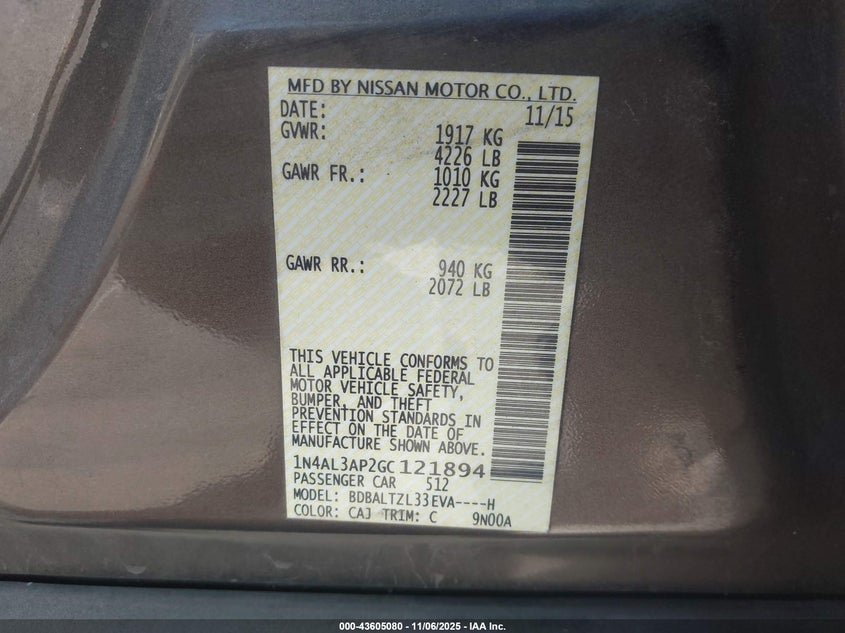 MFD BY NISSAN MOTOR CO., LTD.
DATE: 11/15
GVWR: 1917 KG
4226 LB
GAWR FR.: 1010 KG
2227 LB
GAWR RR.: 940 KG
2072 LB
THIS VEHICLE CONFORMS TO
ALL APPLICABLE FEDERAL
MOTOR VEHICLE SAFETY,
BUMPER, AND THEFT
PREVENTION STANDARDS IN
EFFECT ON THE DATE OF
MANUFACTURE SHOWN ABOVE.
1N4AL3AP2GC121894
PASSENGER CAR 512
MODEL: BDBALTZL33EVA----H
COLOR: CAJ TRIM: C 9N00A
000-43605080 - 11/06/2025 - IAA Inc.